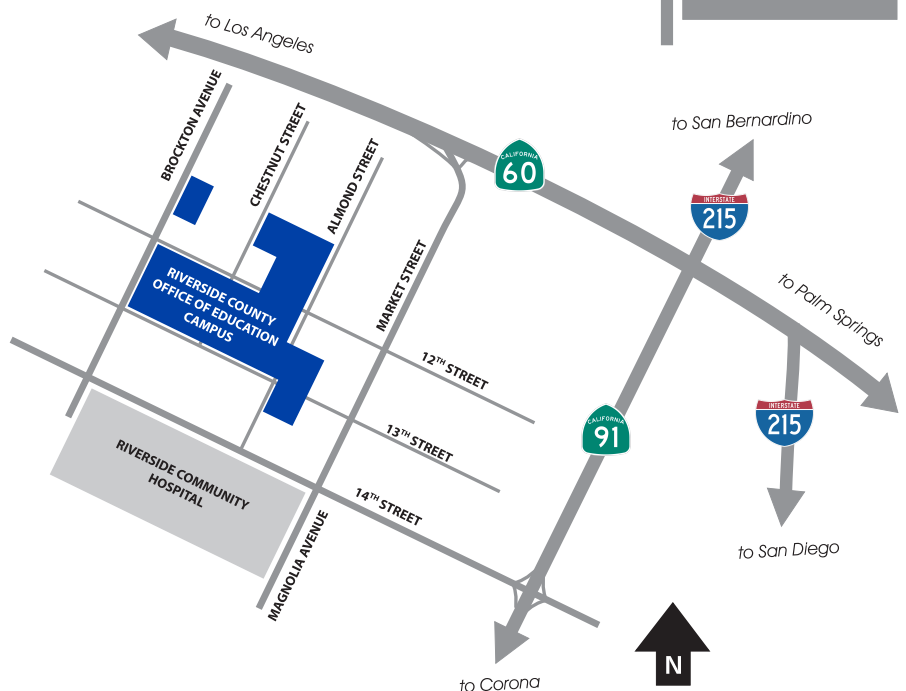 to Los Angeles
BROCKTON AVENUE
CHESTNUT STREET
ALMOND STREET
CALIFORNIA
60
to San Bernardino
INTERSTATE
215
MARKET STREET
to Palm Springs
RIVERSIDE COUNTY
OFFICE OF EDUCATION
CAMPUS
12TH STREET
INTERSTATE
215
CALIFORNIA
91
13TH STREET
RIVERSIDE COMMUNITY
HOSPITAL
14TH STREET
MAGNOLIA AVENUE
to San Diego
to Corona
N